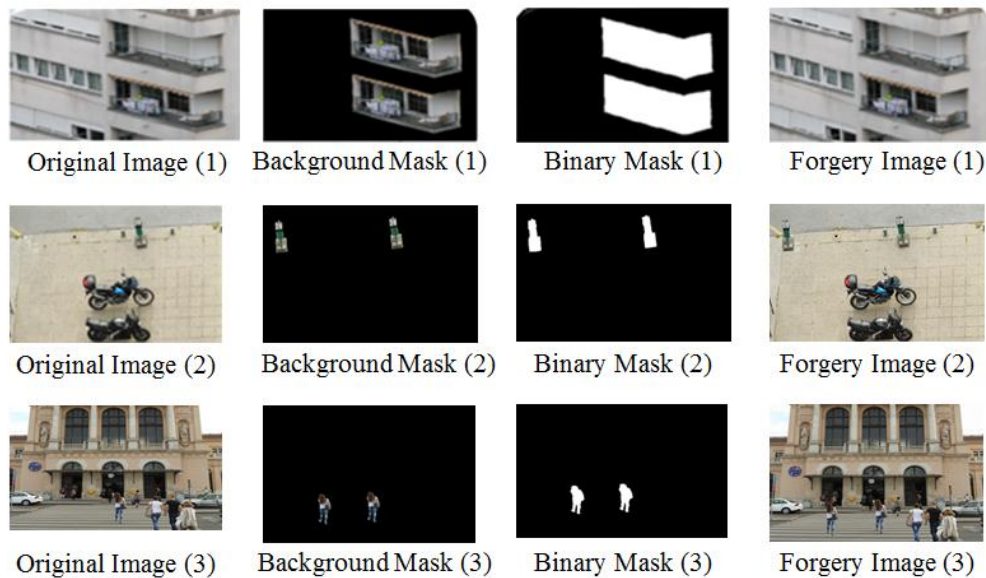 Original Image (1) Background Mask (1) Binary Mask (1) Forgery Image (1)
Original Image (2) Background Mask (2) Binary Mask (2) Forgery Image (2)
Original Image (3) Background Mask (3) Binary Mask (3) Forgery Image (3)